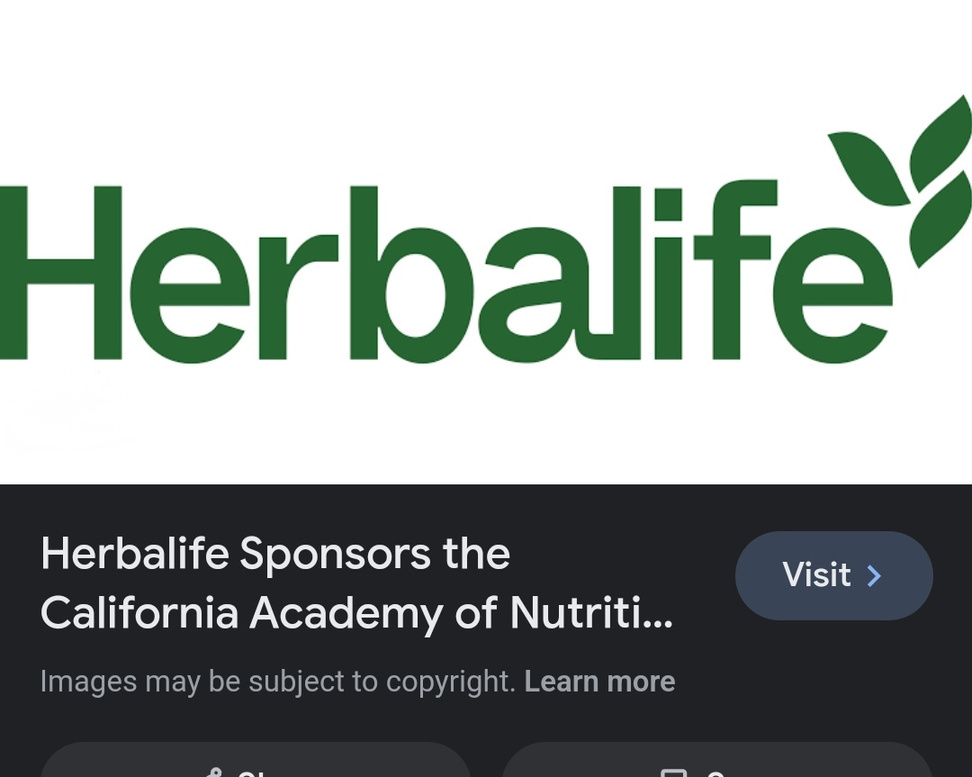 Herbalife
Herbalife Sponsors the
California Academy of Nutriti...
Visit
Images may be subject to copyright. Learn more